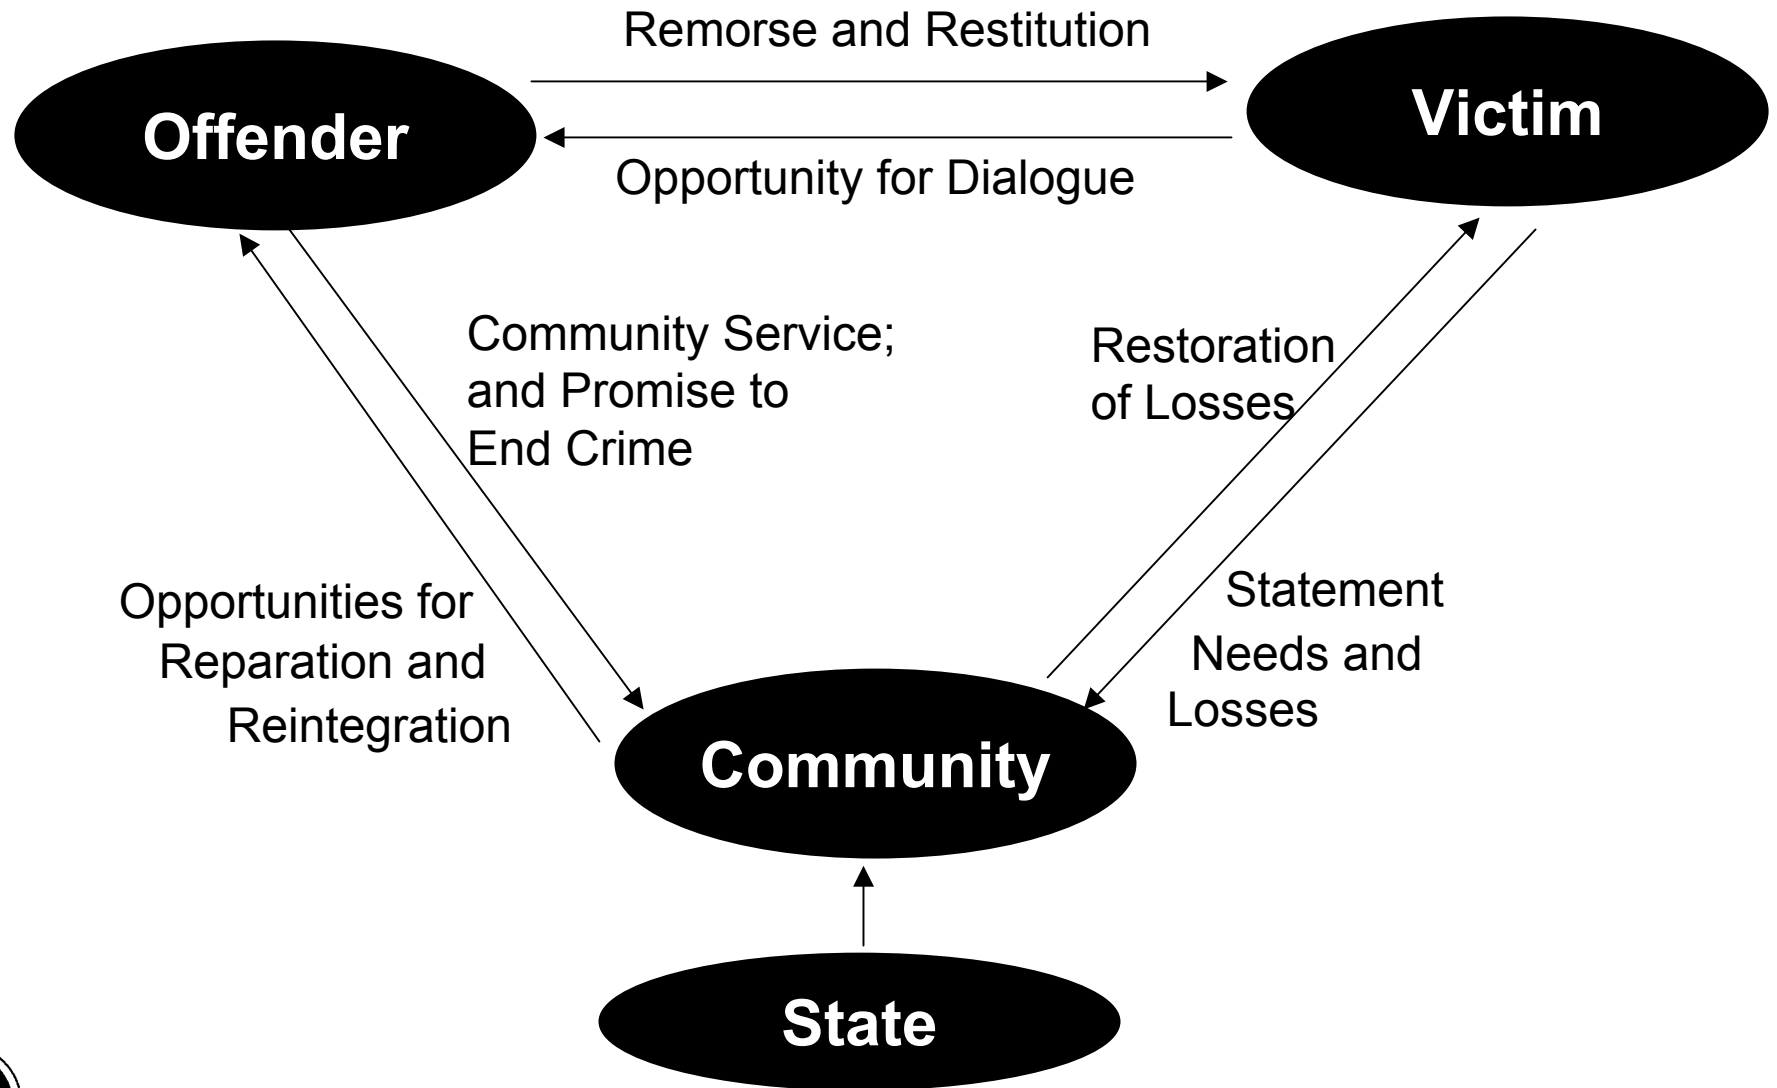 Remorse and Restitution
Offender
Victim
Opportunity for Dialogue
Community Service;
and Promise to
End Crime
Restoration
of Losses
Opportunities for
Reparation and
Reintegration
Statement
Needs and
Losses
Community
State